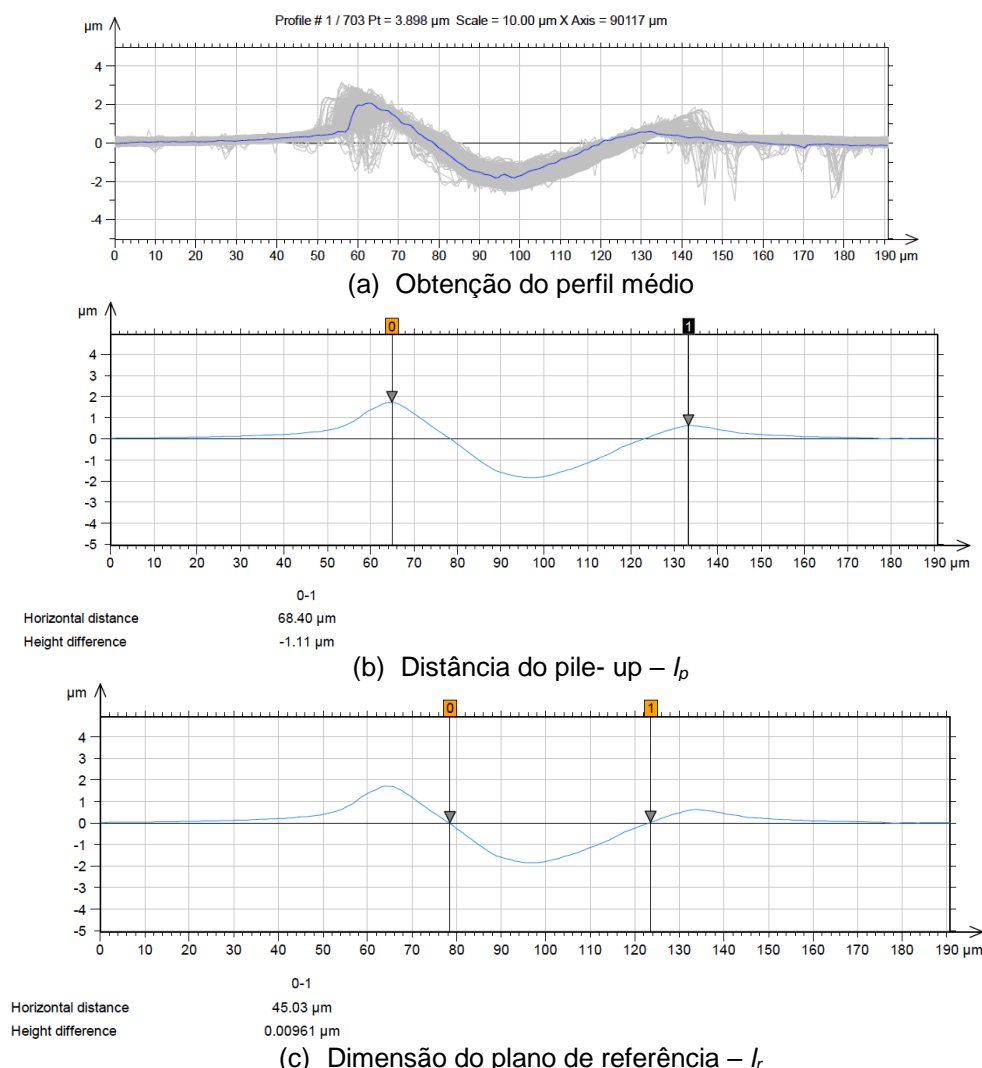 Profile # 1 / 703 Pt = 3.898 µm Scale = 10.00 µm X Axis = 90117 µm
µm
4
2
0
-2
-4
0 10 20 30 40 50 60 70 80 90 100 110 120 130 140 150 160 170 180 190 µm
(a) Obtenção do perfil médio
µm
0 1
4
3
2
1
0
-1
-2
-3
-4
-5
0 10 20 30 40 50 60 70 80 90 100 110 120 130 140 150 160 170 180 190 µm
0-1
Horizontal distance 68.40 µm
Height difference -1.11 µm
(b) Distância do pile- up – lp
µm
0 1
4
3
2
1
0
-1
-2
-3
-4
-5
0 10 20 30 40 50 60 70 80 90 100 110 120 130 140 150 160 170 180 190 µm
0-1
Horizontal distance 45.03 µm
Height difference 0.00961 µm
(c) Dimensão do plano de referência – lr